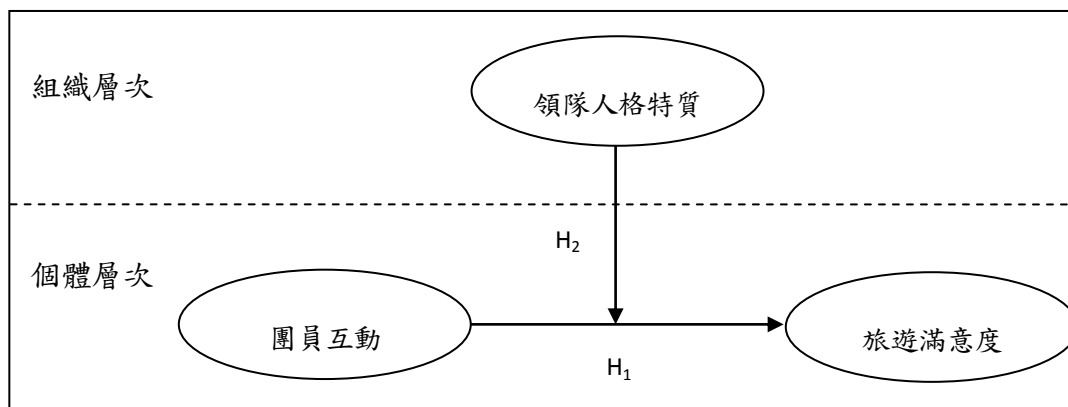 組織層次
領隊人格特質
H₂
個體層次
團員互動
旅遊滿意度
H₁